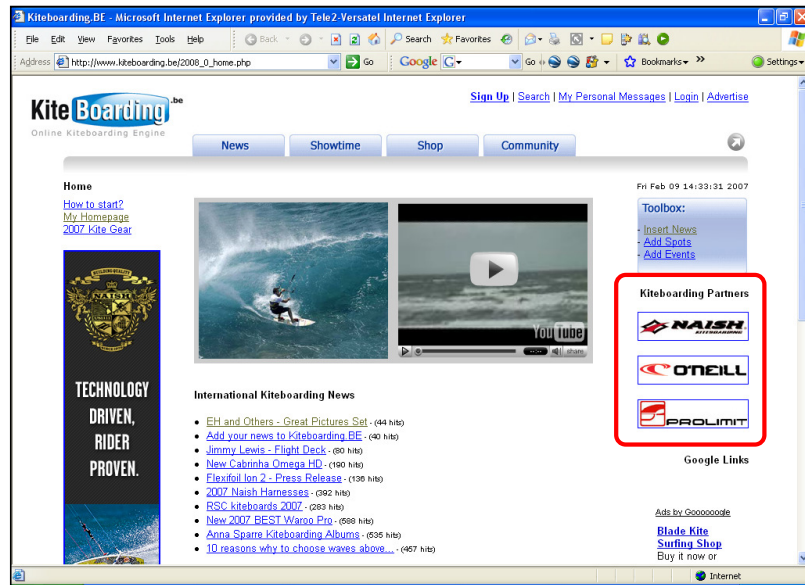 Kiteboarding.BE - Microsoft Internet Explorer provided by Tele2-Versatel Internet Explorer
File Edit View Favorites Tools Help Back Search Favorites
Address http://www.kiteboarding.be/2008_0_home.php Go Google G Go Bookmarks Settings
Sign Up | Search | My Personal Messages | Login | Advertise
KiteBoarding.be
Online Kiteboarding Engine
News Showtime Shop Community
Home
Fri Feb 09 14:33:31 2007
How to start?
My Homepage
2007 Kite Gear
Toolbox:
- Insert News
- Add Spots
- Add Events
Kiteboarding Partners
NAISH
KITEBOARDING
O'NEILL
PROLIMIT
NAISH
TECHNOLOGY
DRIVEN,
RIDER
PROVEN.
You Tube
share
International Kiteboarding News
EH and Others - Great Pictures Set - (44 hits)
Add your news to Kiteboarding.BE - (40 hits)
Jimmy Lewis - Flight Deck - (80 hits)
New Cabrinha Omega HD - (190 hits)
Flexifoil Ion 2 - Press Release - (136 hits)
2007 Naish Harnesses - (392 hits)
RSC kiteboards 2007 - (283 hits)
New 2007 BEST Waroo Pro - (588 hits)
Anna Sparre Kiteboarding Albums - (535 hits)
10 reasons why to choose waves above... - (457 hits)
Google Links
Ads by Goooooogle
Blade Kite
Surfing Shop
Buy it now or
Internet